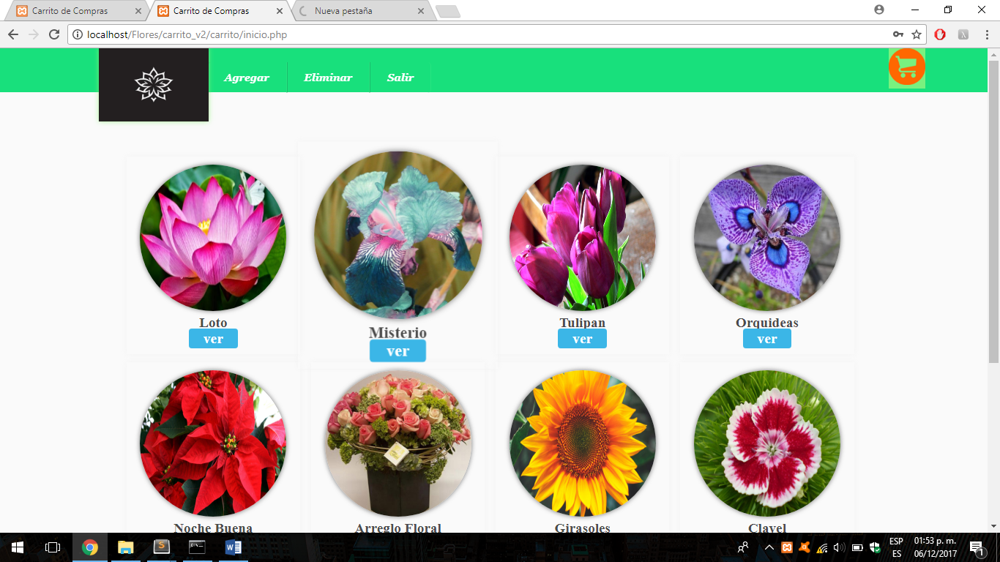 Carrito de Compras
Carrito de Compras
Nueva pestaña
localhost/Flores/carrito_v2/carrito/inicio.php
Agregar
Eliminar
Salir
Loto
ver
Misterio
ver
Tulipan
ver
Orquideas
ver
Noche Buena
Arreglo Floral
Girasoles
Clavel
ESP
ES
01:53 p. m.
06/12/2017
1